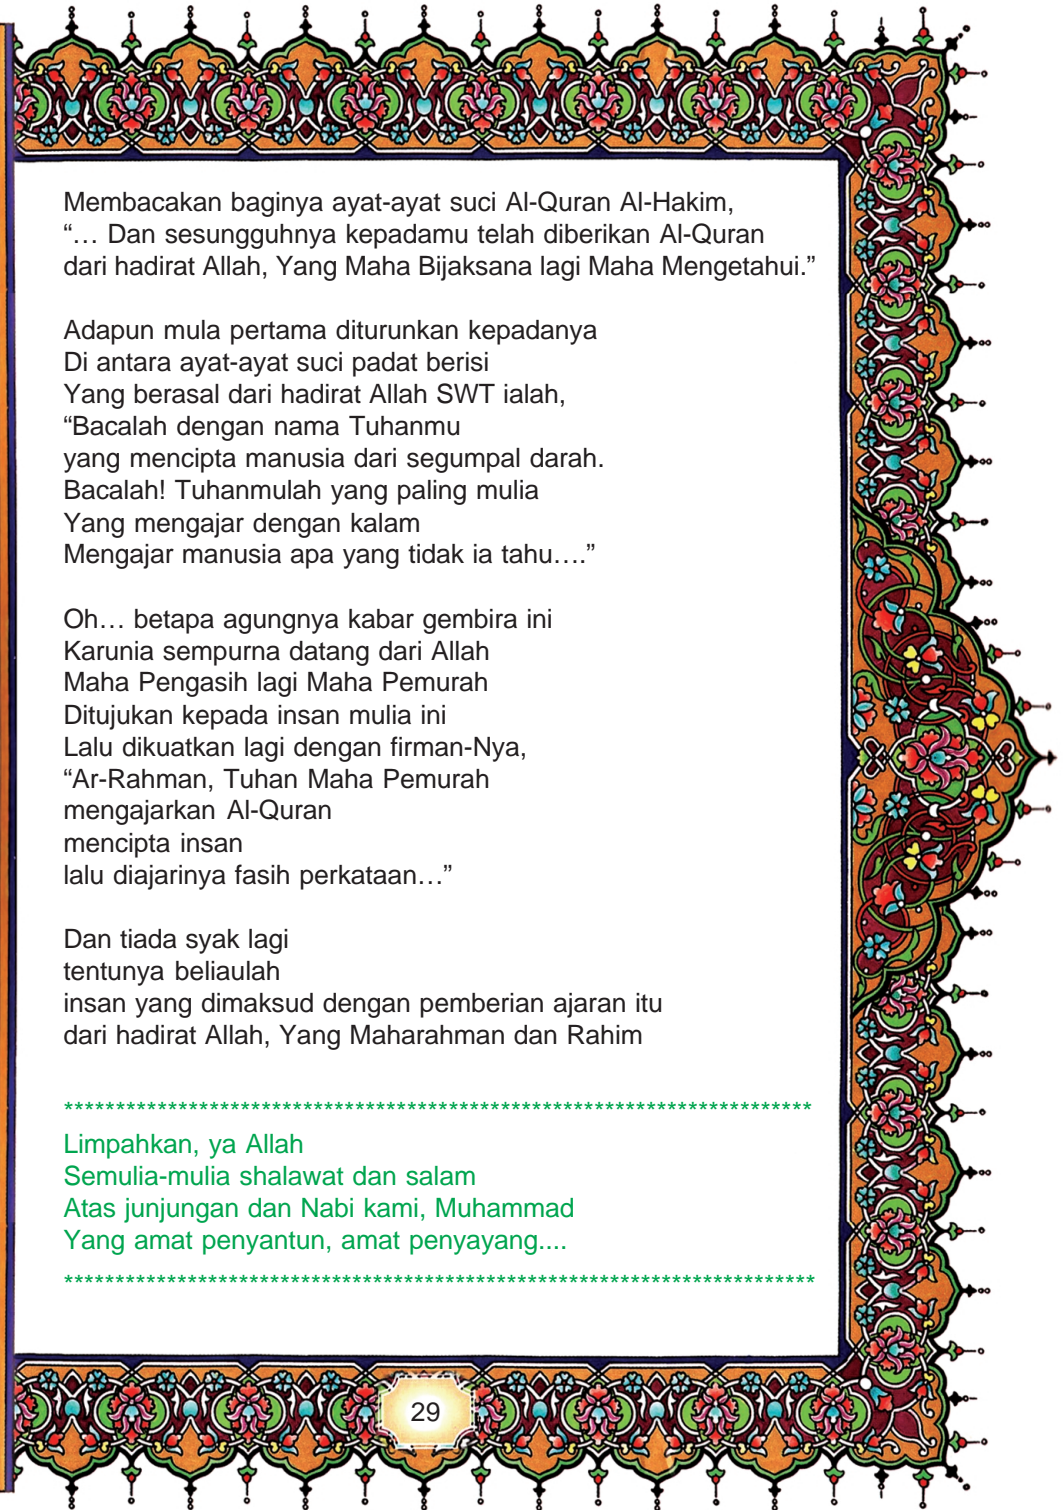 Membacakan baginya ayat-ayat suci Al-Quran Al-Hakim,
“… Dan sesungguhnya kepadamu telah diberikan Al-Quran
dari hadirat Allah, Yang Maha Bijaksana lagi Maha Mengetahui.”
Adapun mula pertama diturunkan kepadanya
Di antara ayat-ayat suci padat berisi
Yang berasal dari hadirat Allah SWT ialah,
“Bacalah dengan nama Tuhanmu
yang mencipta manusia dari segumpal darah.
Bacalah! Tuhanmulah yang paling mulia
Yang mengajar dengan kalam
Mengajar manusia apa yang tidak ia tahu….”
Oh… betapa agungnya kabar gembira ini
Karunia sempurna datang dari Allah
Maha Pengasih lagi Maha Pemurah
Ditujukan kepada insan mulia ini
Lalu dikuatkan lagi dengan firman-Nya,
“Ar-Rahman, Tuhan Maha Pemurah
mengajarkan Al-Quran
mencipta insan
lalu diajarinya fasih perkataan…”
Dan tiada syak lagi
tentunya beliaulah
insan yang dimaksud dengan pemberian ajaran itu
dari hadirat Allah, Yang Maharahman dan Rahim
*************************************************************************
Limpahkan, ya Allah
Semulia-mulia shalawat dan salam
Atas junjungan dan Nabi kami, Muhammad
Yang amat penyantun, amat penyayang....
*************************************************************************
29